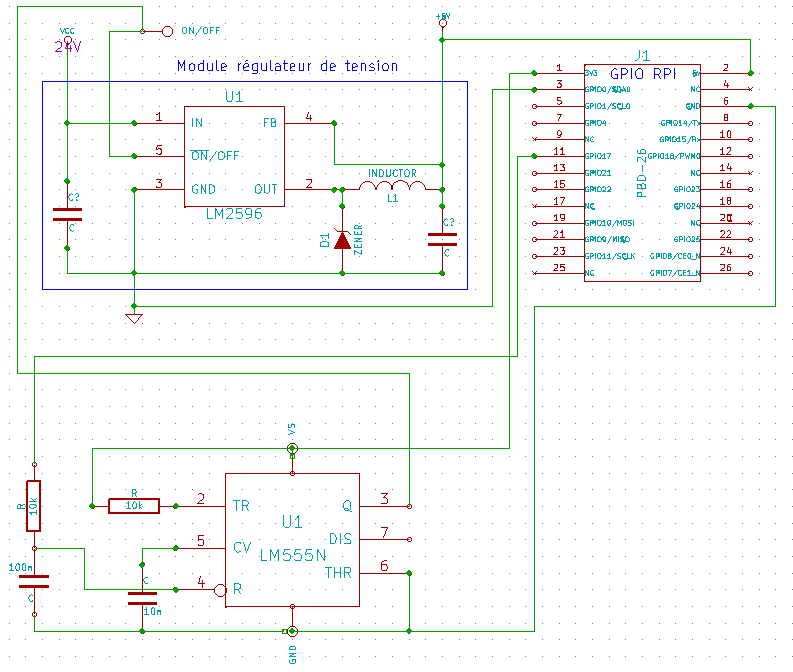 ON/OFF
VCC
24V
+5V
Module régulateur de tension
U1
1 IN FB 4
5 ON/OFF
3 GND OUT 2
LM2596
C?
C
D1
ZENER
INDUCTOR
L1
C?
C
J1
GPIO RPI
PBD-26
1 3V3 5V 2
3 GPIO0/SDA0 NC 4
5 GPIO1/SCL0 GND 6
7 GPIO4 GPIO14/TX 8
9 NC GPIO15/RX 10
11 GPIO17 GPIO18/PWM0 12
13 GPIO21 NC 14
15 GPIO22 GPIO23 16
17 NC GPIO24 18
19 GPIO10/MOSI NC 20
21 GPIO9/MISO GPIO25 22
23 GPIO11/SCLK GPIO8/CE0_N 24
25 NC GPIO7/CE1_N 26
VS
R
10k
R
10k
100n
C
C
10n
U1
LM555N
2 TR Q 3
5 CV DIS 7
4 R THR 6
GND